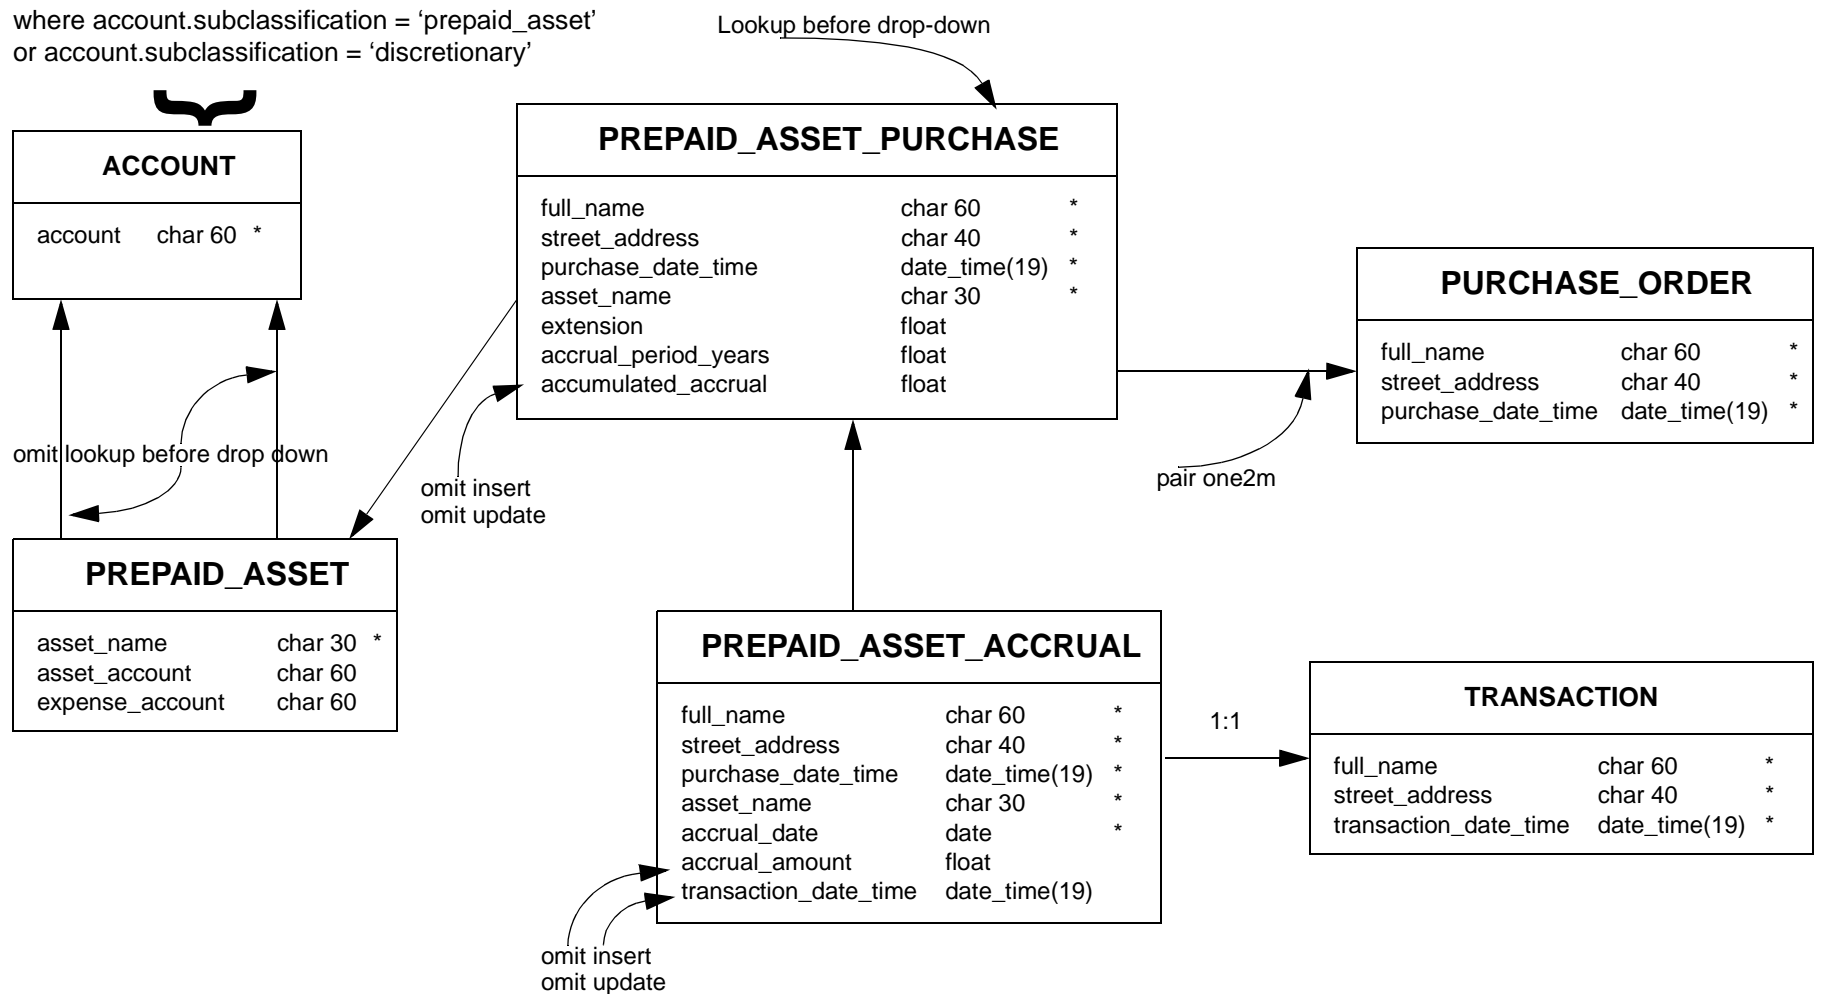 where account.subclassification = ‘prepaid_asset’
or account.subclassification = ‘discretionary’
Lookup before drop-down
ACCOUNT
account char 60 *
PREPAID_ASSET_PURCHASE
full_name char 60 *
street_address char 40 *
purchase_date_time date_time(19) *
asset_name char 30 *
extension float
accrual_period_years float
accumulated_accrual float
PURCHASE_ORDER
full_name char 60 *
street_address char 40 *
purchase_date_time date_time(19) *
omit lookup before drop down
omit insert
omit update
pair one2m
PREPAID_ASSET
asset_name char 30 *
asset_account char 60
expense_account char 60
PREPAID_ASSET_ACCRUAL
full_name char 60 *
street_address char 40 *
purchase_date_time date_time(19) *
asset_name char 30 *
accrual_date date *
accrual_amount float
transaction_date_time date_time(19)
1:1
TRANSACTION
full_name char 60 *
street_address char 40 *
transaction_date_time date_time(19) *
omit insert
omit update